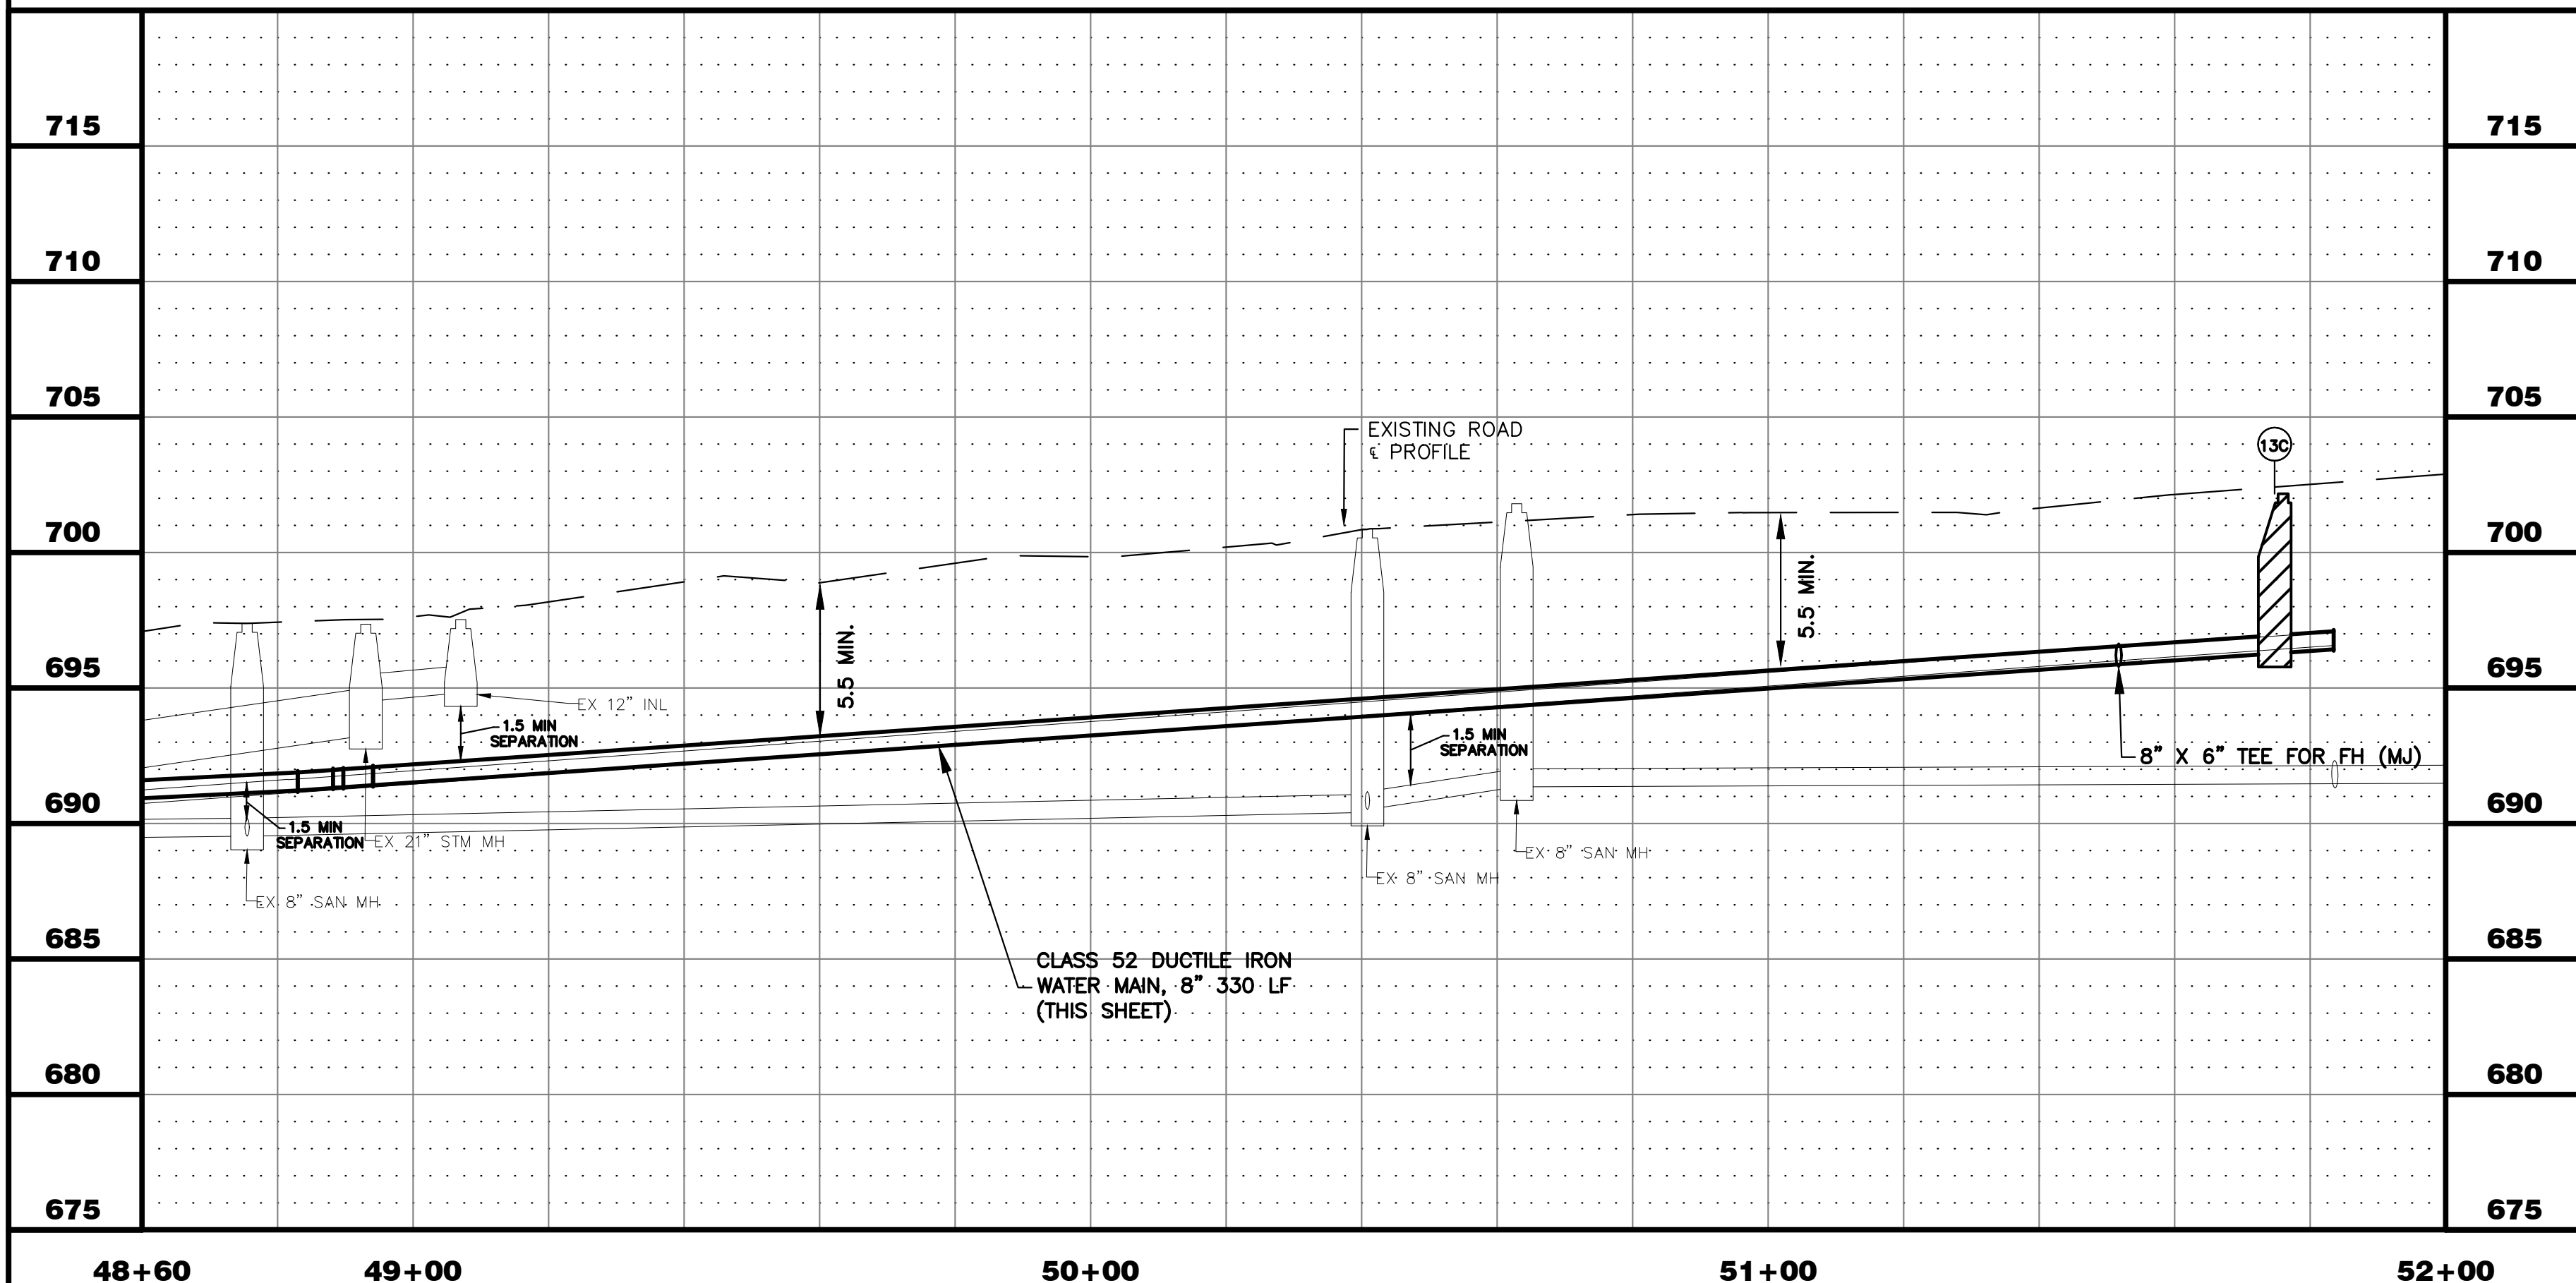 715
715
710
710
705
705
EXISTING ROAD
℄ PROFILE
13C
700
700
5.5 MIN.
5.5 MIN.
695
695
EX 12" INL
1.5 MIN
SEPARATION
1.5 MIN
SEPARATION
8" X 6" TEE FOR FH (MJ)
690
690
1.5 MIN
SEPARATION
EX 21" STM MH
EX 8" SAN MH
EX 8" SAN MH
EX 8" SAN MH
685
685
CLASS 52 DUCTILE IRON
WATER MAIN, 8" 330 LF
(THIS SHEET)
680
680
675
675
48+60
49+00
50+00
51+00
52+00